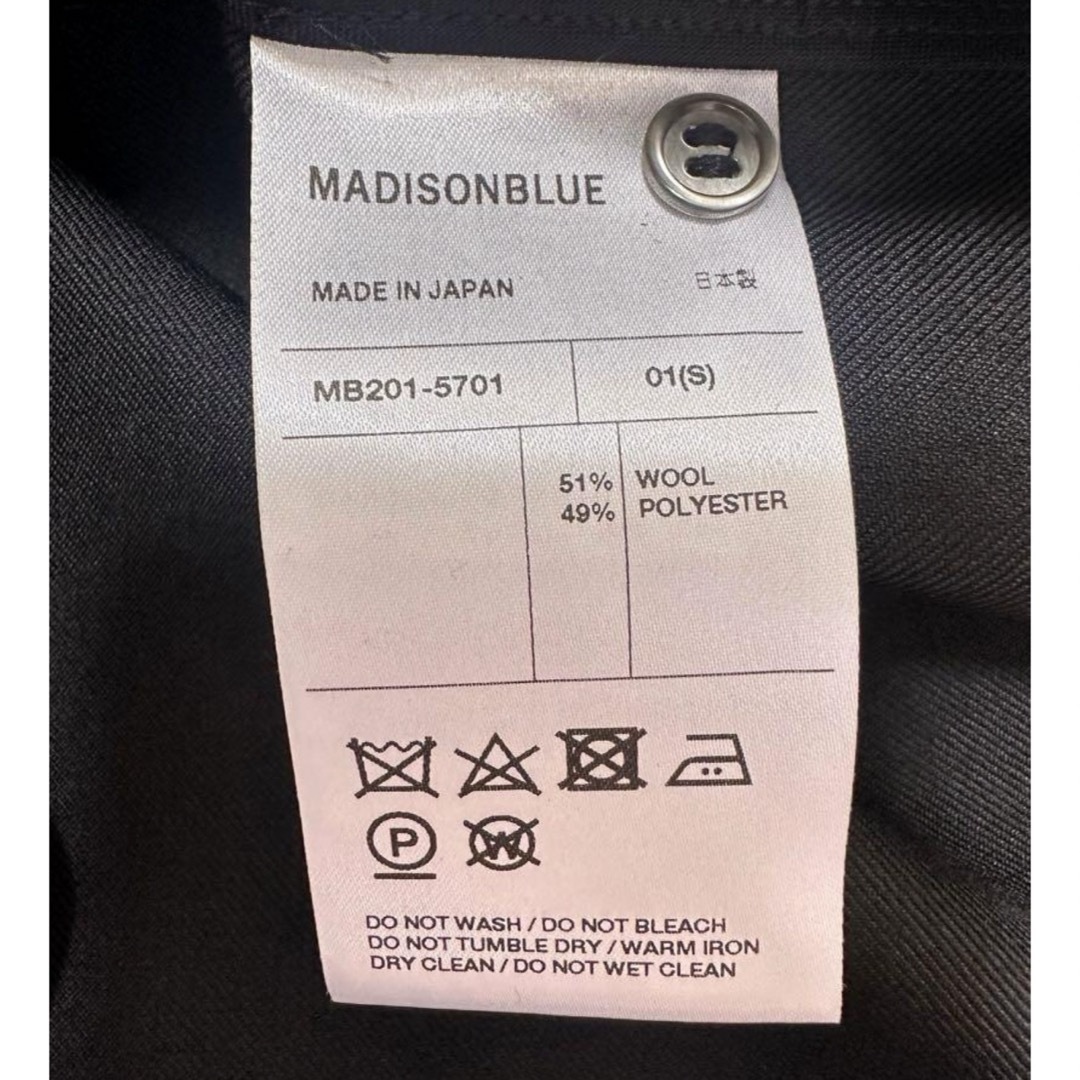 MADISONBLUE
MADE IN JAPAN 日本製
MB201-5701 01(S)
51% WOOL
49% POLYESTER
P W
DO NOT WASH / DO NOT BLEACH
DO NOT TUMBLE DRY / WARM IRON
DRY CLEAN / DO NOT WET CLEAN